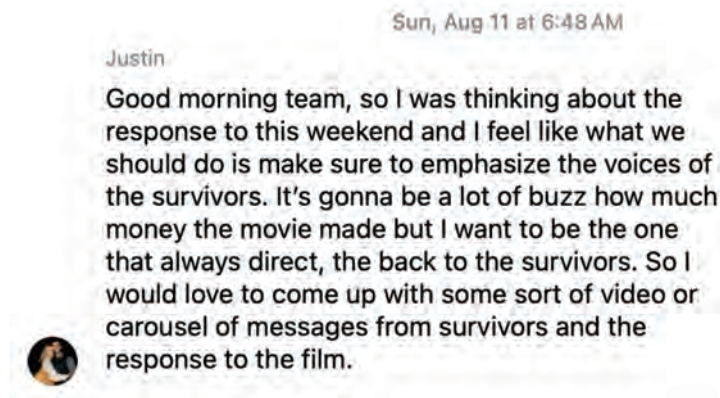 Sun, Aug 11 at 6:48 AM
Justin
Good morning team, so I was thinking about the
response to this weekend and I feel like what we
should do is make sure to emphasize the voices of
the survivors. It's gonna be a lot of buzz how much
money the movie made but I want to be the one
that always direct, the back to the survivors. So I
would love to come up with some sort of video or
carousel of messages from survivors and the
response to the film.